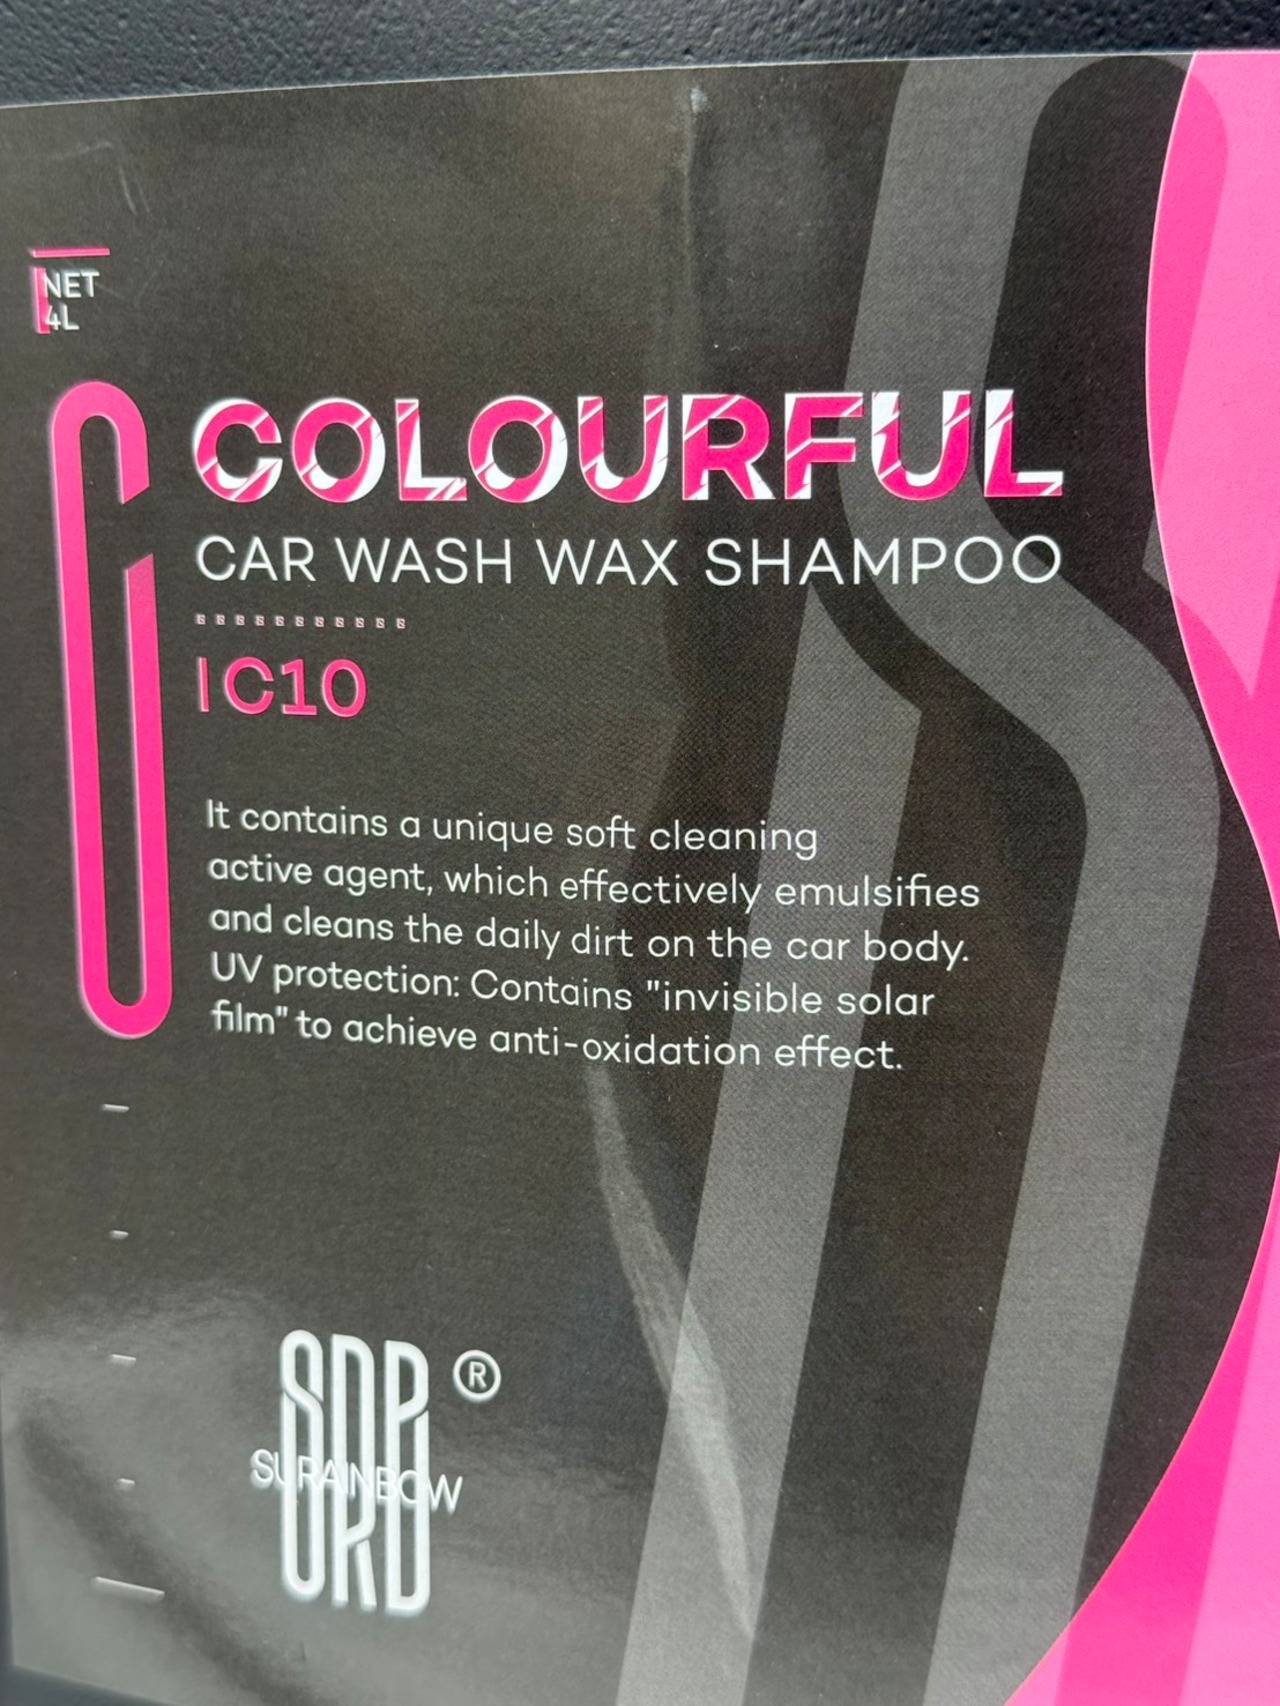 NET
4L
COLOURFUL
CAR WASH WAX SHAMPOO
C10
It contains a unique soft cleaning
active agent, which effectively emulsifies
and cleans the daily dirt on the car body.
UV protection: Contains "invisible solar
film" to achieve anti-oxidation effect.
®
SURAINBOW